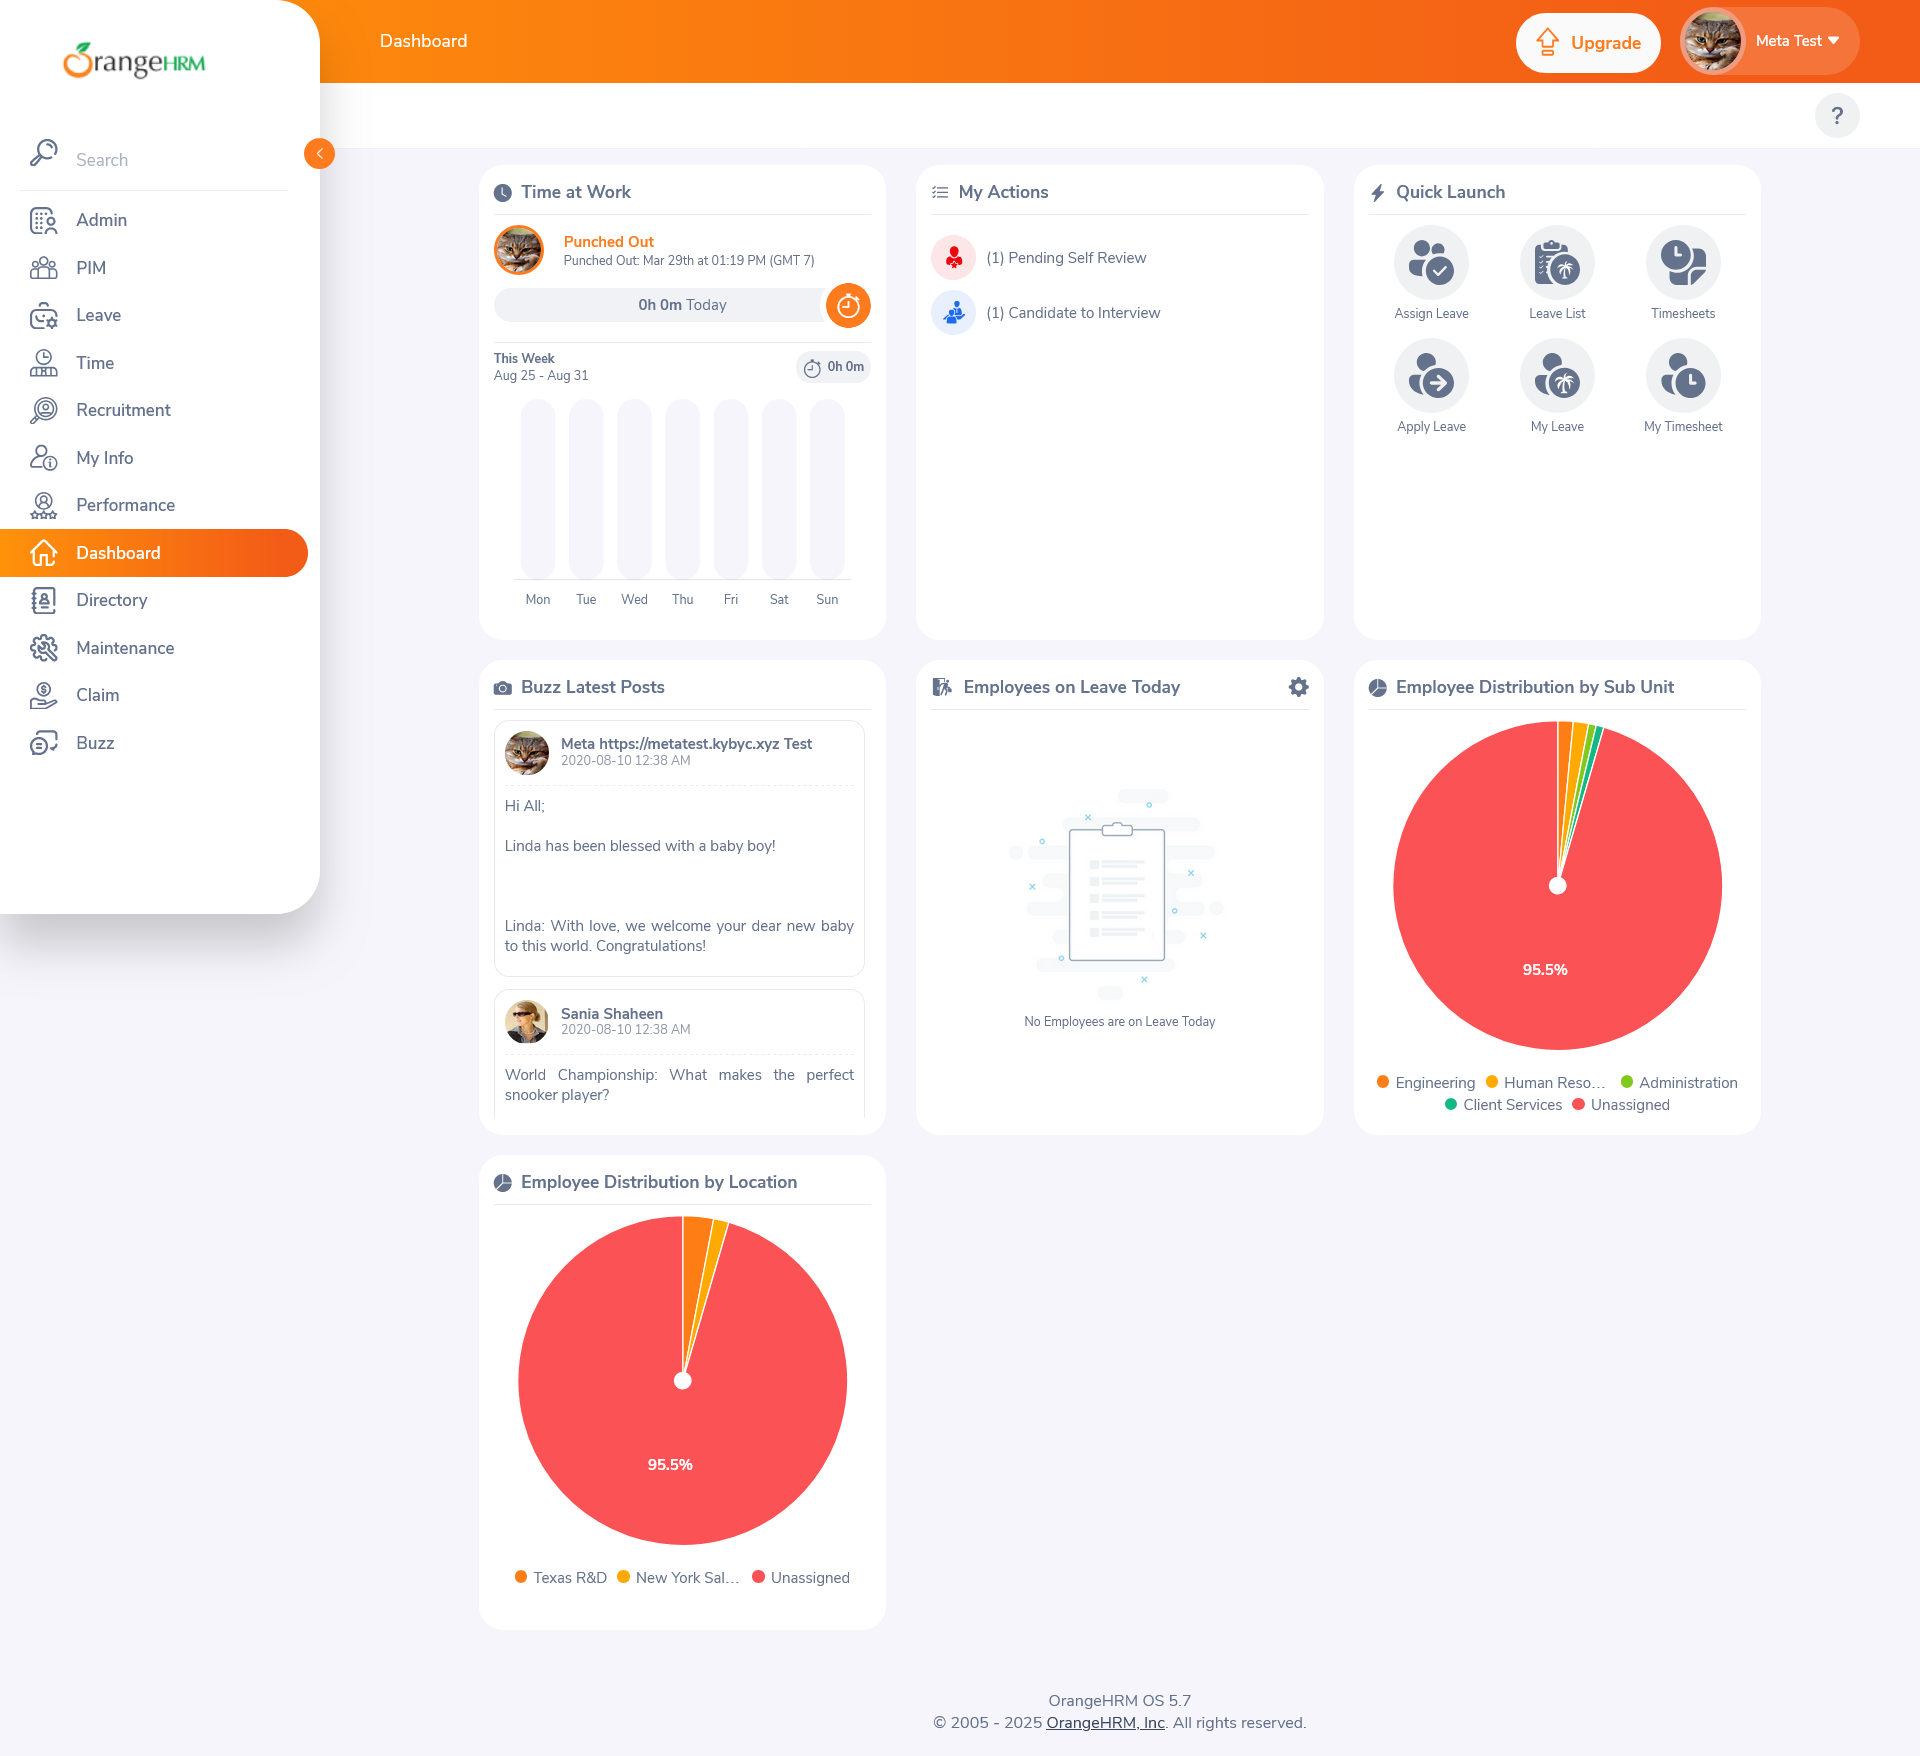 OrangeHRM
Search
Admin
PIM
Leave
Time
Recruitment
My Info
Performance
Dashboard
Directory
Maintenance
Claim
Buzz
Dashboard
Upgrade
Meta Test
?
Time at Work
Punched Out
Punched Out: Mar 29th at 01:19 PM (GMT 7)
0h 0m Today
This Week
Aug 25 - Aug 31
0h 0m
Mon Tue Wed Thu Fri Sat Sun
My Actions
(1) Pending Self Review
(1) Candidate to Interview
Quick Launch
Assign Leave
Leave List
Timesheets
Apply Leave
My Leave
My Timesheet
Buzz Latest Posts
Meta https://metatest.kybyc.xyz Test
2020-08-10 12:38 AM
Hi All;
Linda has been blessed with a baby boy!
Linda: With love, we welcome your dear new baby
to this world. Congratulations!
Sania Shaheen
2020-08-10 12:38 AM
World Championship: What makes the perfect
snooker player?
Employees on Leave Today
No Employees are on Leave Today
Employee Distribution by Sub Unit
95.5%
Engineering Human Reso... Administration
Client Services Unassigned
Employee Distribution by Location
95.5%
Texas R&D New York Sal... Unassigned
OrangeHRM OS 5.7
© 2005 - 2025 OrangeHRM, Inc. All rights reserved.